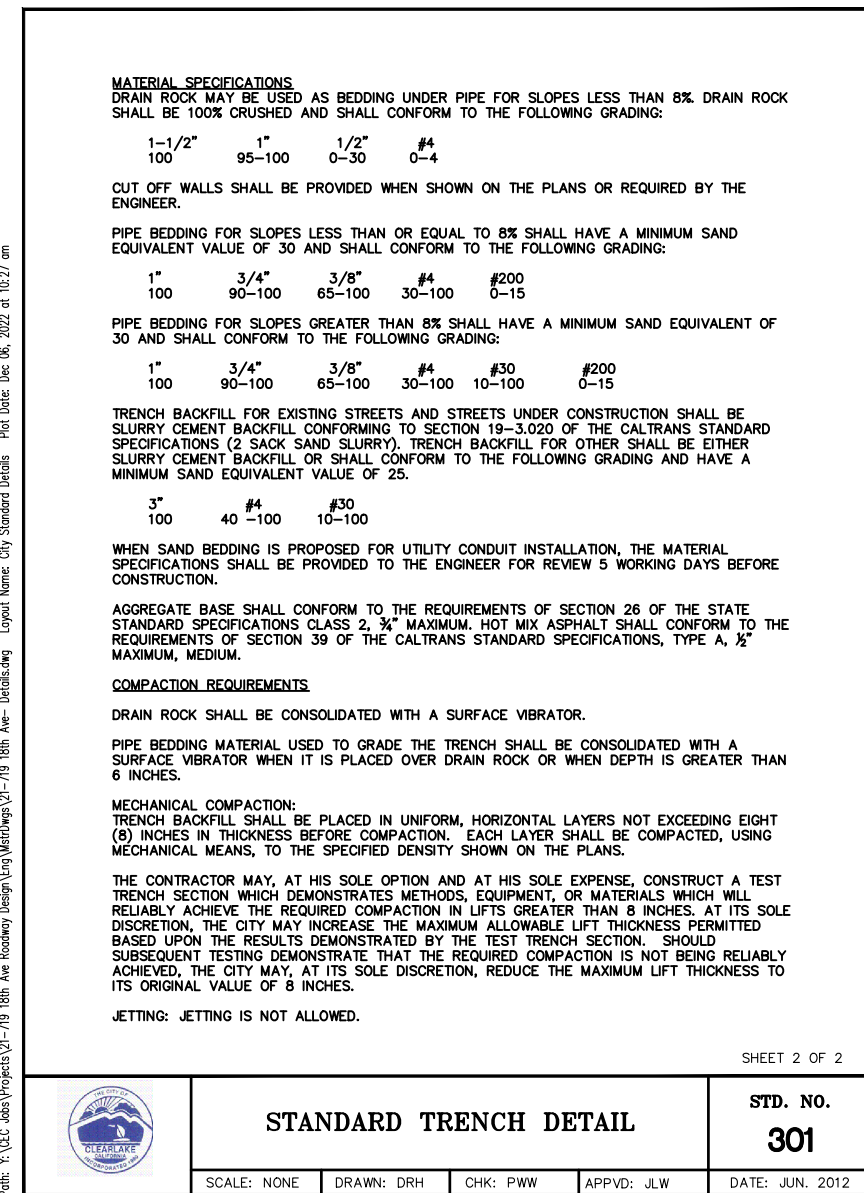 MATERIAL SPECIFICATIONS
DRAIN ROCK MAY BE USED AS BEDDING UNDER PIPE FOR SLOPES LESS THAN 8%. DRAIN ROCK
SHALL BE 100% CRUSHED AND SHALL CONFORM TO THE FOLLOWING GRADING:
1-1/2" 1" 1/2" #4
100 95-100 0-30 0-4
CUT OFF WALLS SHALL BE PROVIDED WHEN SHOWN ON THE PLANS OR REQUIRED BY THE
ENGINEER.
PIPE BEDDING FOR SLOPES LESS THAN OR EQUAL TO 8% SHALL HAVE A MINIMUM SAND
EQUIVALENT VALUE OF 30 AND SHALL CONFORM TO THE FOLLOWING GRADING:
1" 3/4" 3/8" #4 #200
100 90-100 65-100 30-100 0-15
PIPE BEDDING FOR SLOPES GREATER THAN 8% SHALL HAVE A MINIMUM SAND EQUIVALENT OF
30 AND SHALL CONFORM TO THE FOLLOWING GRADING:
1" 3/4" 3/8" #4 #30 #200
100 90-100 65-100 30-100 10-100 0-15
TRENCH BACKFILL FOR EXISTING STREETS AND STREETS UNDER CONSTRUCTION SHALL BE
SLURRY CEMENT BACKFILL CONFORMING TO SECTION 19-3.020 OF THE CALTRANS STANDARD
SPECIFICATIONS (2 SACK SAND SLURRY). TRENCH BACKFILL FOR OTHER SHALL BE EITHER
SLURRY CEMENT BACKFILL OR SHALL CONFORM TO THE FOLLOWING GRADING AND HAVE A
MINIMUM SAND EQUIVALENT VALUE OF 25.
3" #4 #30
100 40 -100 10-100
WHEN SAND BEDDING IS PROPOSED FOR UTILITY CONDUIT INSTALLATION, THE MATERIAL
SPECIFICATIONS SHALL BE PROVIDED TO THE ENGINEER FOR REVIEW 5 WORKING DAYS BEFORE
CONSTRUCTION.
AGGREGATE BASE SHALL CONFORM TO THE REQUIREMENTS OF SECTION 26 OF THE STATE
STANDARD SPECIFICATIONS CLASS 2, ¾" MAXIMUM. HOT MIX ASPHALT SHALL CONFORM TO THE
REQUIREMENTS OF SECTION 39 OF THE CALTRANS STANDARD SPECIFICATIONS, TYPE A, ½"
MAXIMUM, MEDIUM.
COMPACTION REQUIREMENTS
DRAIN ROCK SHALL BE CONSOLIDATED WITH A SURFACE VIBRATOR.
PIPE BEDDING MATERIAL USED TO GRADE THE TRENCH SHALL BE CONSOLIDATED WITH A
SURFACE VIBRATOR WHEN IT IS PLACED OVER DRAIN ROCK OR WHEN DEPTH IS GREATER THAN
6 INCHES.
MECHANICAL COMPACTION:
TRENCH BACKFILL SHALL BE PLACED IN UNIFORM, HORIZONTAL LAYERS NOT EXCEEDING EIGHT
(8) INCHES IN THICKNESS BEFORE COMPACTION. EACH LAYER SHALL BE COMPACTED, USING
MECHANICAL MEANS, TO THE SPECIFIED DENSITY SHOWN ON THE PLANS.
THE CONTRACTOR MAY, AT HIS SOLE OPTION AND AT HIS SOLE EXPENSE, CONSTRUCT A TEST
TRENCH SECTION WHICH DEMONSTRATES METHODS, EQUIPMENT, OR MATERIALS WHICH WILL
RELIABLY ACHIEVE THE REQUIRED COMPACTION IN LIFTS GREATER THAN 8 INCHES. AT ITS SOLE
DISCRETION, THE CITY MAY INCREASE THE MAXIMUM ALLOWABLE LIFT THICKNESS PERMITTED
BASED UPON THE RESULTS DEMONSTRATED BY THE TEST TRENCH SECTION. SHOULD
SUBSEQUENT TESTING DEMONSTRATE THAT THE REQUIRED COMPACTION IS NOT BEING RELIABLY
ACHIEVED, THE CITY MAY, AT ITS SOLE DISCRETION, REDUCE THE MAXIMUM LIFT THICKNESS TO
ITS ORIGINAL VALUE OF 8 INCHES.
JETTING: JETTING IS NOT ALLOWED.
SHEET 2 OF 2
THE CITY OF
CLEARLAKE
CALIFORNIA
INCORPORATED 1980
STANDARD TRENCH DETAIL
STD. NO.
301
SCALE: NONE DRAWN: DRH CHK: PWW APPVD: JLW DATE: JUN. 2012
Path: Y:\CEC Jobs\Projects\21-719 18th Ave Roadway Design\Eng\MstrDwgs\21-719 18th Ave- Details.dwg Layout Name: City Standard Details Plot Date: Dec 06, 2022 at 10:27 am